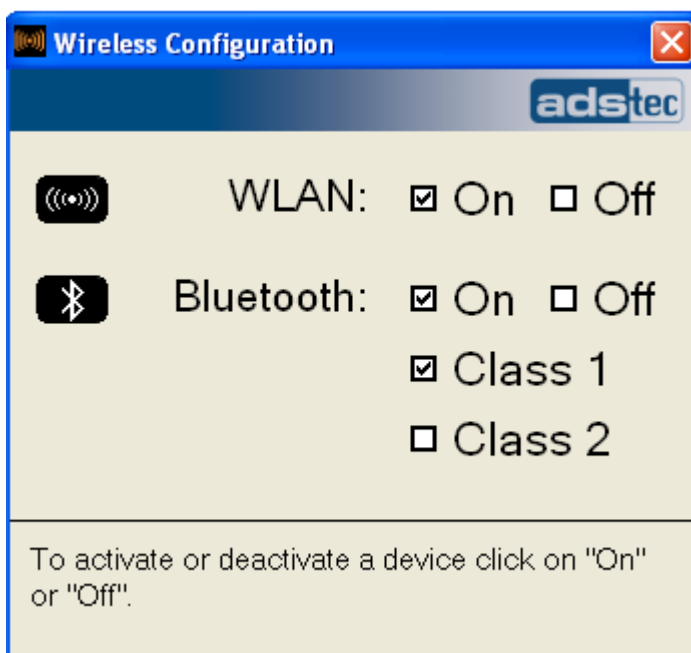 Wireless Configuration
adstec
WLAN: On Off
Bluetooth: On Off
Class 1
Class 2
To activate or deactivate a device click on "On"
or "Off".